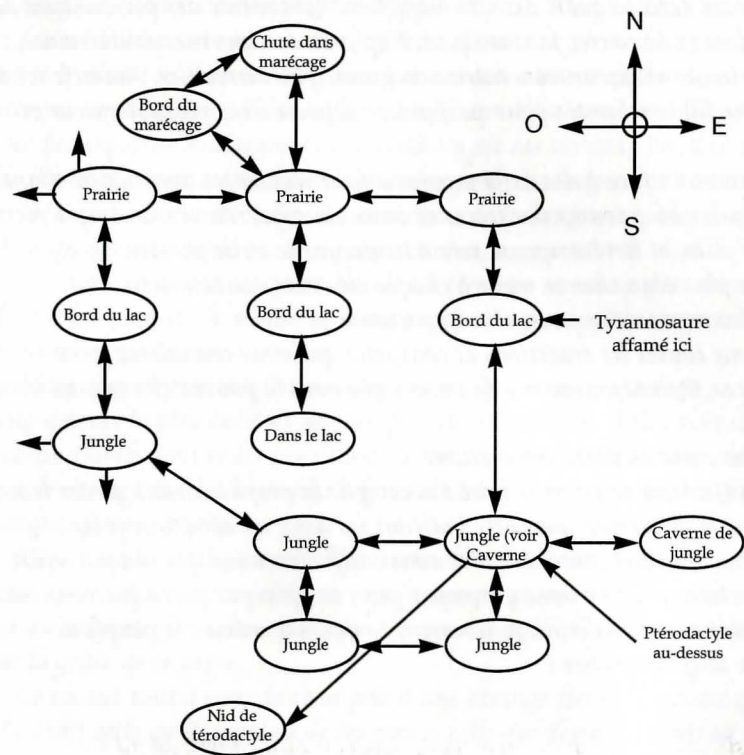 Chute dans
marécage
N
Bord du
marécage
O
E
Prairie
Prairie
Prairie
S
Bord du lac
Bord du lac
Bord du lac
Tyrannosaure
affamé ici
Jungle
Dans le lac
Jungle
Jungle (voir
Caverne
Caverne de
jungle
Jungle
Jungle
Ptérodactyle
au-dessus
Nid de
térodactyle